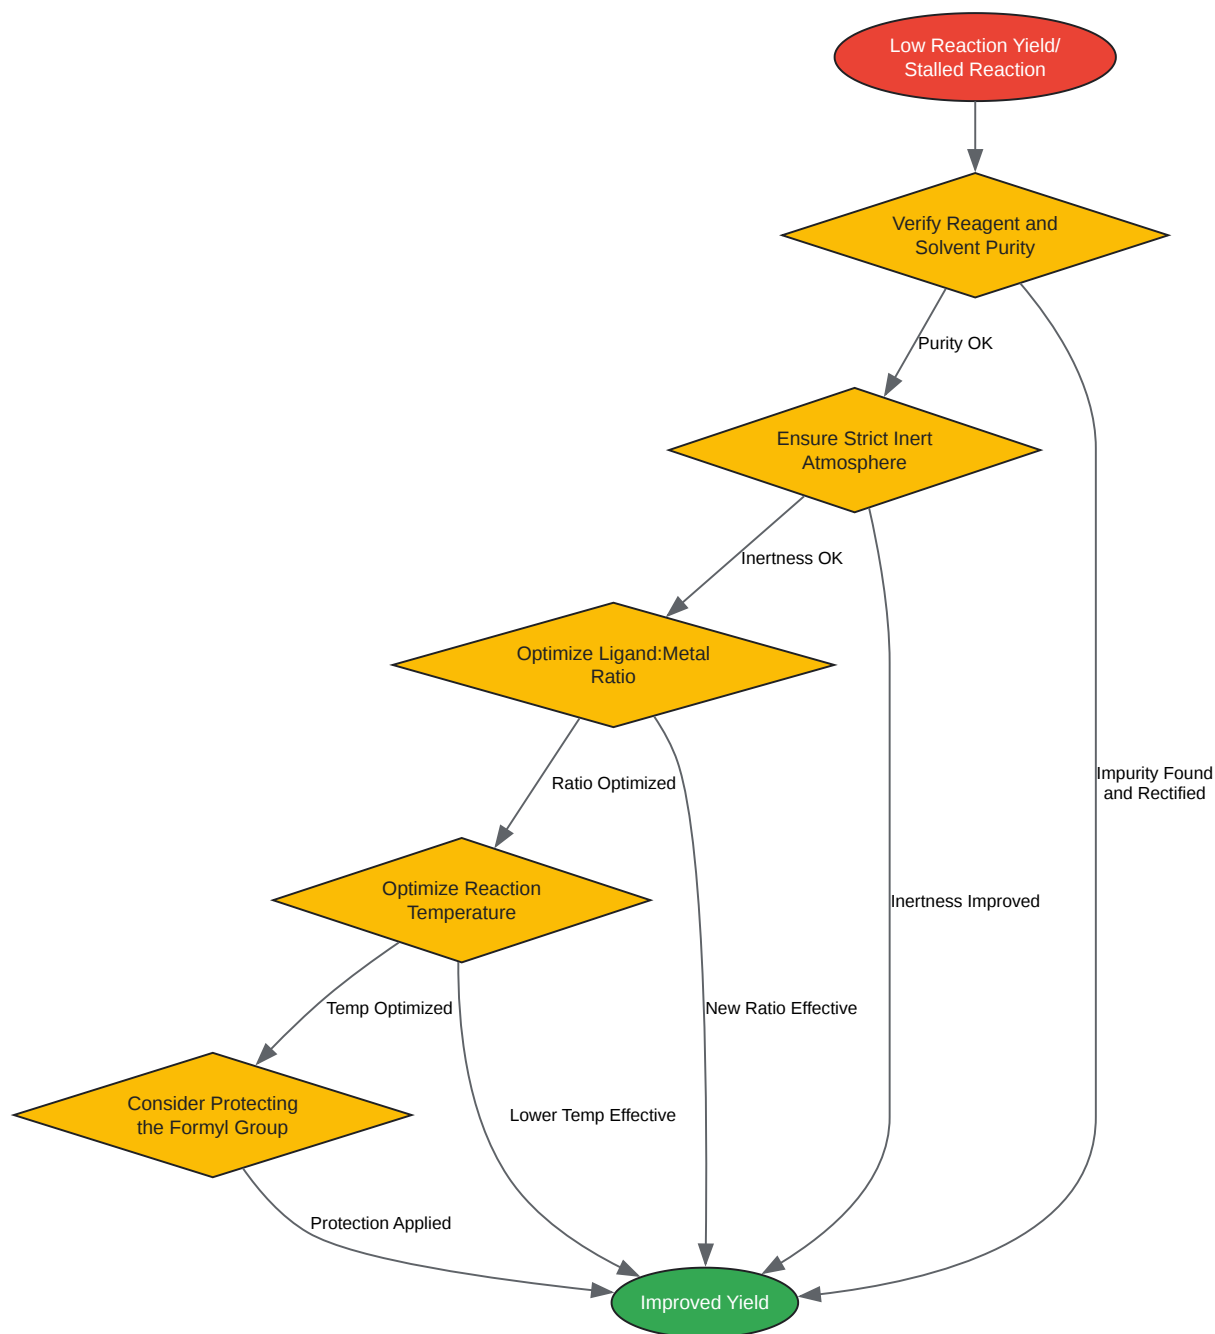 Low Reaction Yield/
Stalled Reaction
Verify Reagent and
Solvent Purity
Purity OK
Ensure Strict Inert
Atmosphere
Inertness OK
Optimize Ligand:Metal
Ratio
Ratio Optimized
Impurity Found
and Rectified
Optimize Reaction
Temperature
Inertness Improved
Temp Optimized
New Ratio Effective
Consider Protecting
the Formyl Group
Lower Temp Effective
Protection Applied
Improved Yield